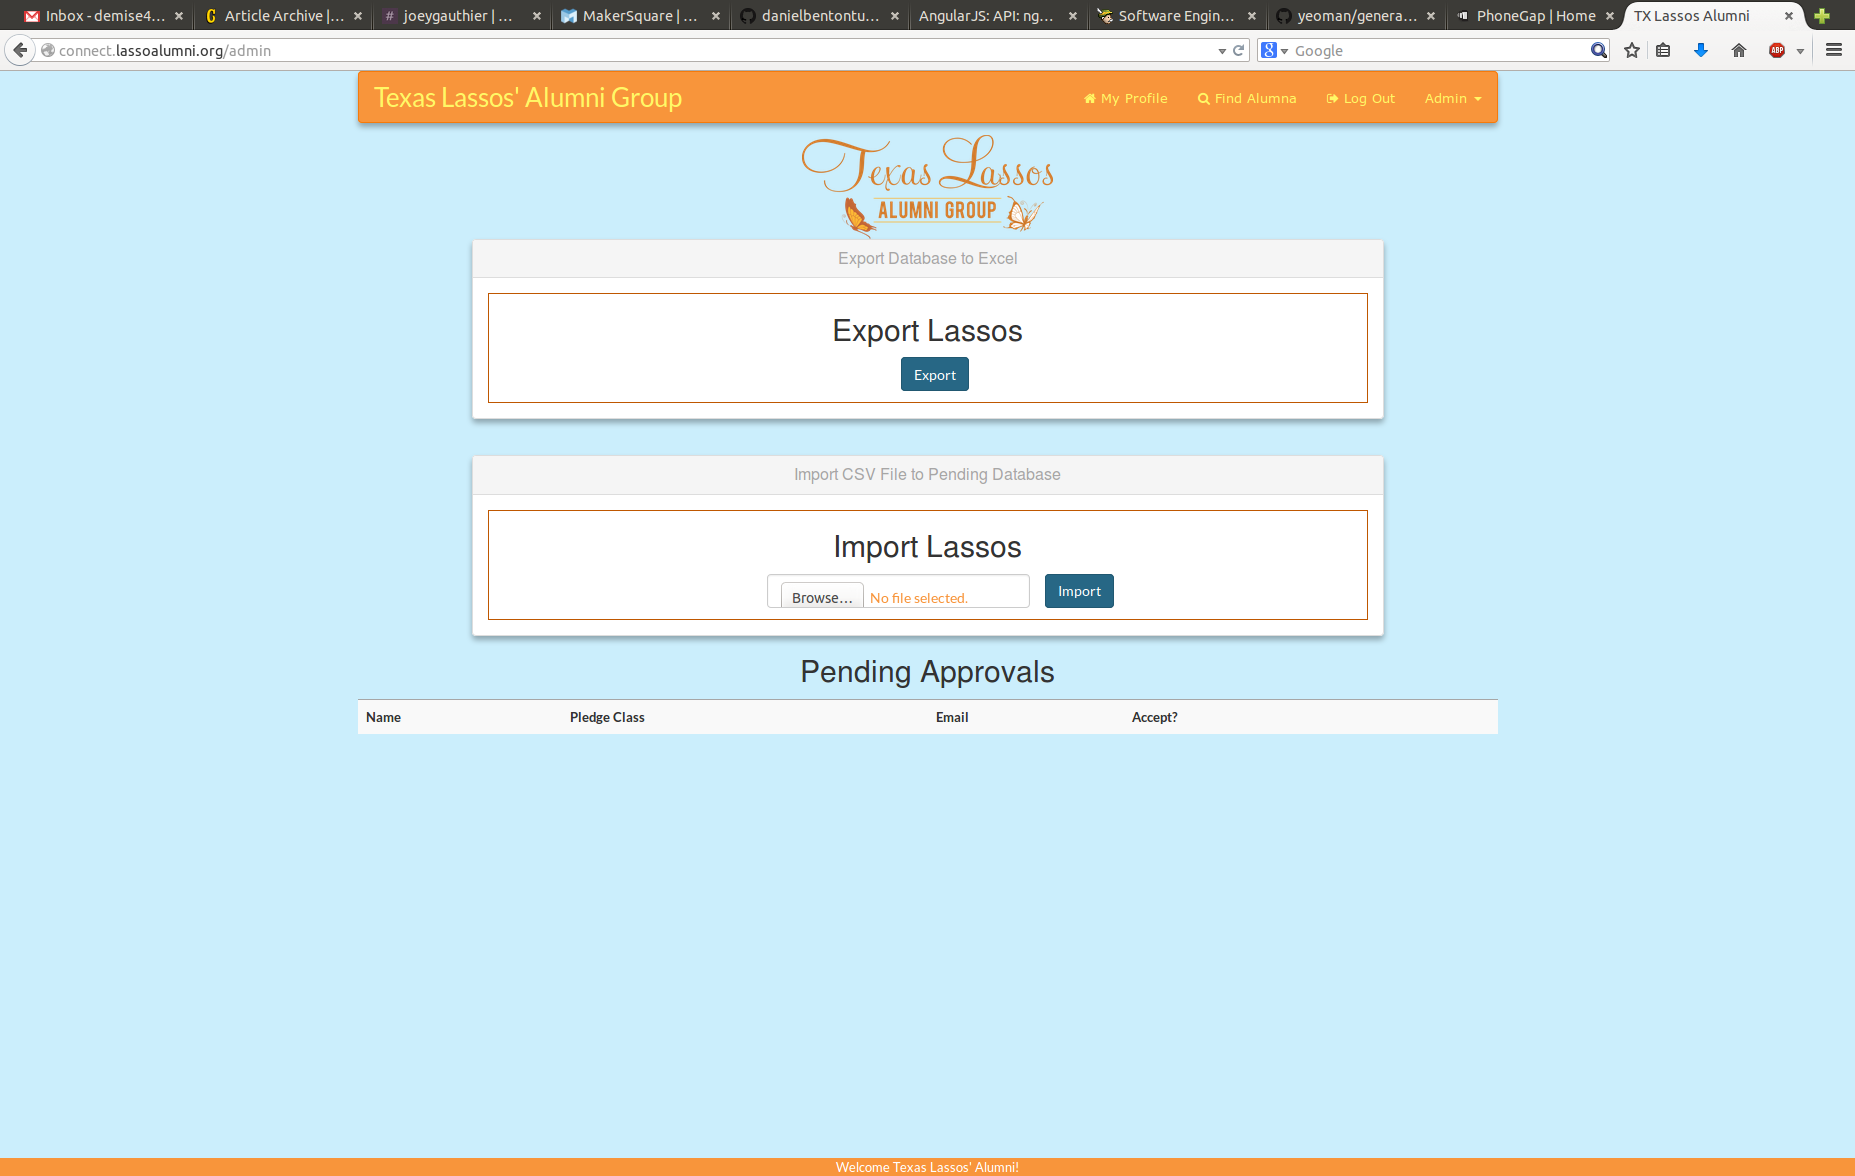 Inbox - demise4... Article Archive |... joeygauthier | ... MakerSquare | ... danielbentontu... AngularJS: API: ng... Software Engin... yeoman/genera... PhoneGap | Home TX Lassos Alumni
connect.lassoalumni.org/admin Google ABP
Texas Lassos' Alumni Group My Profile Find Alumna Log Out Admin
Texas Lassos
ALUMNI GROUP
Export Database to Excel
Export Lassos
Export
Import CSV File to Pending Database
Import Lassos
Browse... No file selected. Import
Pending Approvals
Name Pledge Class Email Accept?
Welcome Texas Lassos' Alumni!